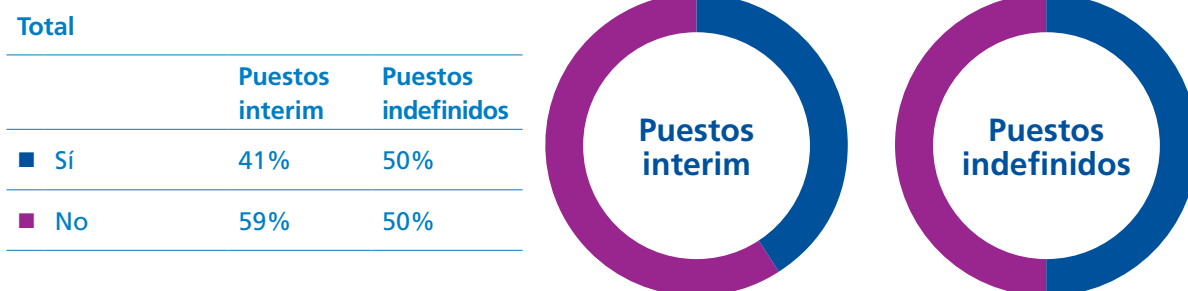 Total
Puestos interim Puestos indefinidos
Sí 41% 50%
No 59% 50%
Puestos
interim
Puestos
indefinidos